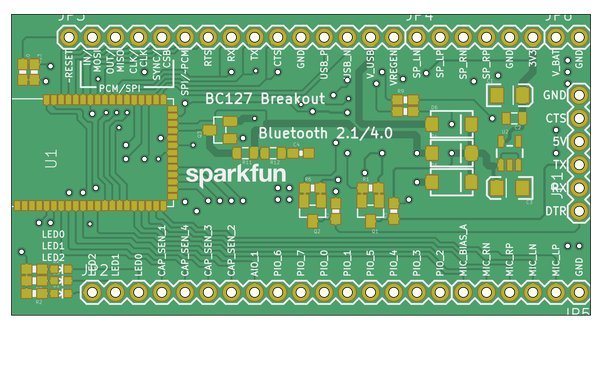 JP3
JP4
JP6
-RESET
IN/
MOSI
OUT/
MISO
CLK/
CLK
SYNC/
CSB
SPI/-PCM
RTS
RX
TX
CTS
GND
USB_P
USB_N
V_USB
VREGEN
SP_LN
SP_LP
SP_RN
SP_RP
GND
3V3
V_BAT
GND
PCM/SPI
BC127 Breakout
Bluetooth 2.1/4.0
sparkfun
U1
GND
CTS
5V
TX
RX
DTR
JP1
LED0
LED1
LED2
JP2
LED2
LED1
LED0
CAP_SEN_1
CAP_SEN_4
CAP_SEN_3
CAP_SEN_2
AIO_1
PIO_6
PIO_7
PIO_0
PIO_1
PIO_5
PIO_4
PIO_3
PIO_2
MIC_BIAS_A
MIC_RN
MIC_RP
MIC_LN
MIC_LP
GND
JP5